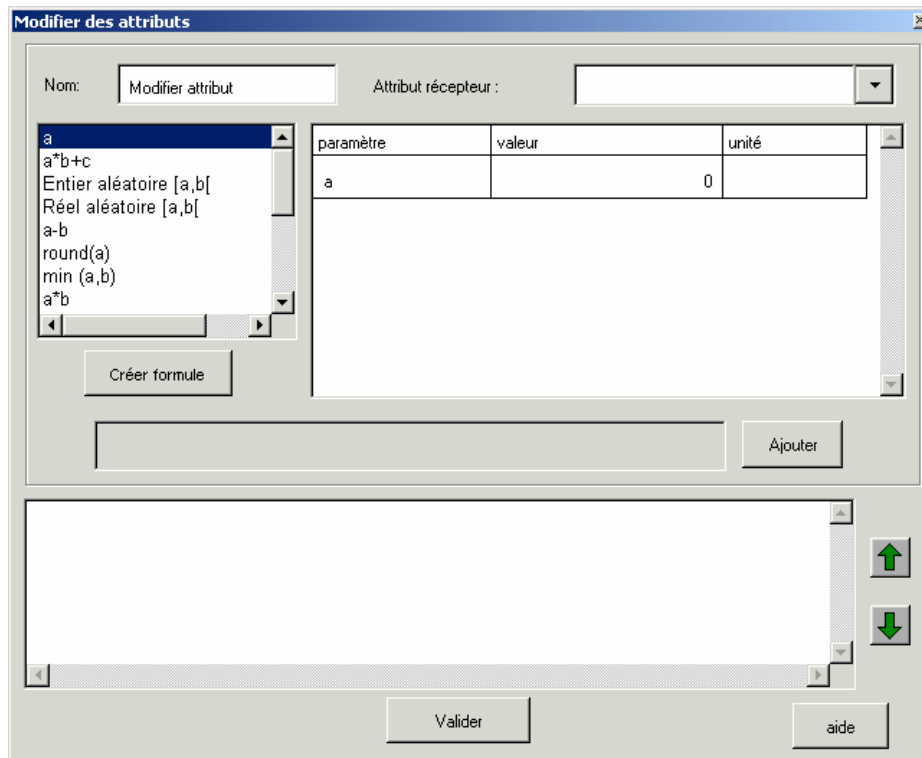 Modifier des attributs
Nom: Modifier attribut Attribut récepteur :
a
a*b+c
Entier aléatoire [a,b[
Réel aléatoire [a,b[
a-b
round(a)
min (a,b)
a*b
paramètre valeur unité
a 0
Créer formule
Ajouter
Valider
aide